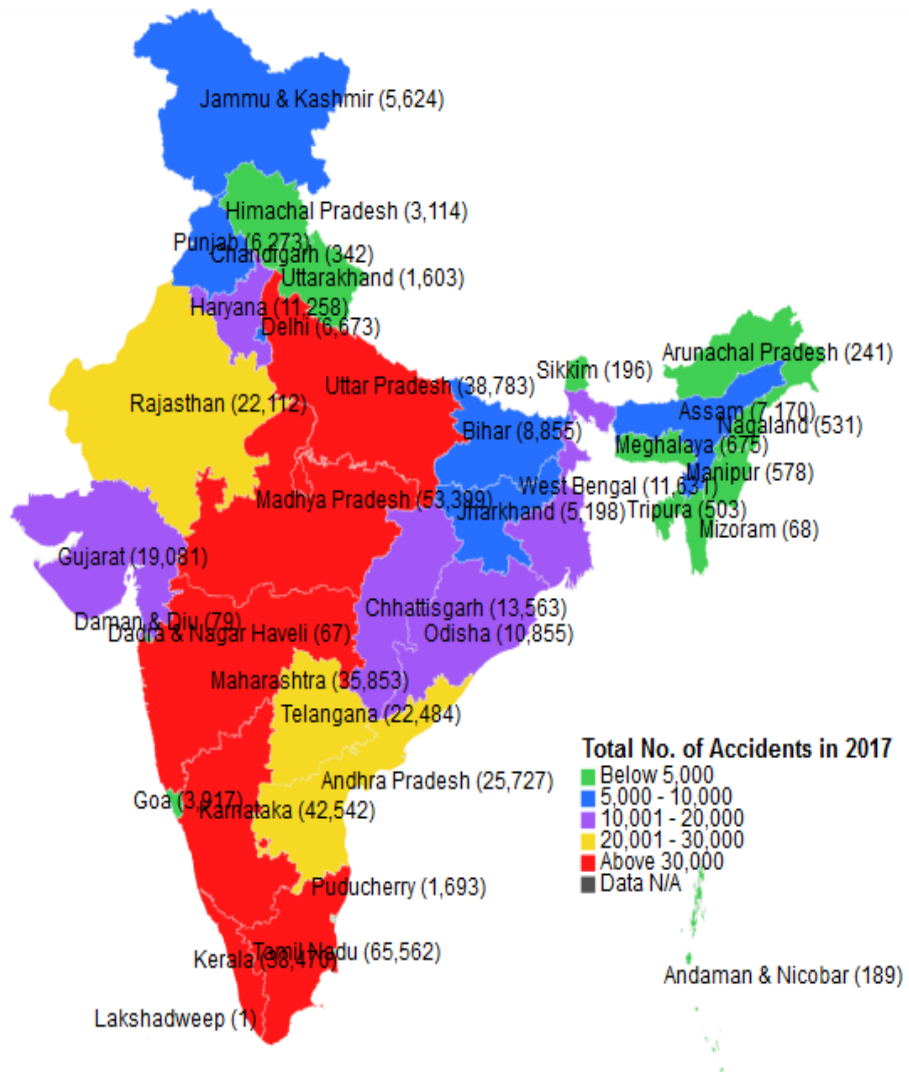 Jammu & Kashmir (5,624)
Himachal Pradesh (3,114)
Punjab (6,273)
Chandigarh (342)
Uttarakhand (1,603)
Haryana (11,258)
Delhi (6,673)
Arunachal Pradesh (241)
Sikkim (196)
Uttar Pradesh (38,783)
Rajasthan (22,112)
Assam (7,170)
Nagaland (531)
Bihar (8,855)
Meghalaya (675)
Manipur (578)
West Bengal (11,631)
Madhya Pradesh (53,399)
Jharkhand (5,198)
Tripura (503)
Mizoram (68)
Gujarat (19,081)
Chhattisgarh (13,563)
Daman & Diu (79)
Dadra & Nagar Haveli (67)
Odisha (10,855)
Maharashtra (35,853)
Telangana (22,484)
Andhra Pradesh (25,727)
Goa (3,917)
Karnataka (42,542)
Puducherry (1,693)
Tamil Nadu (65,562)
Kerala (38,470)
Lakshadweep (1)
Andaman & Nicobar (189)
Total No. of Accidents in 2017
Below 5,000
5,000 - 10,000
10,001 - 20,000
20,001 - 30,000
Above 30,000
Data N/A